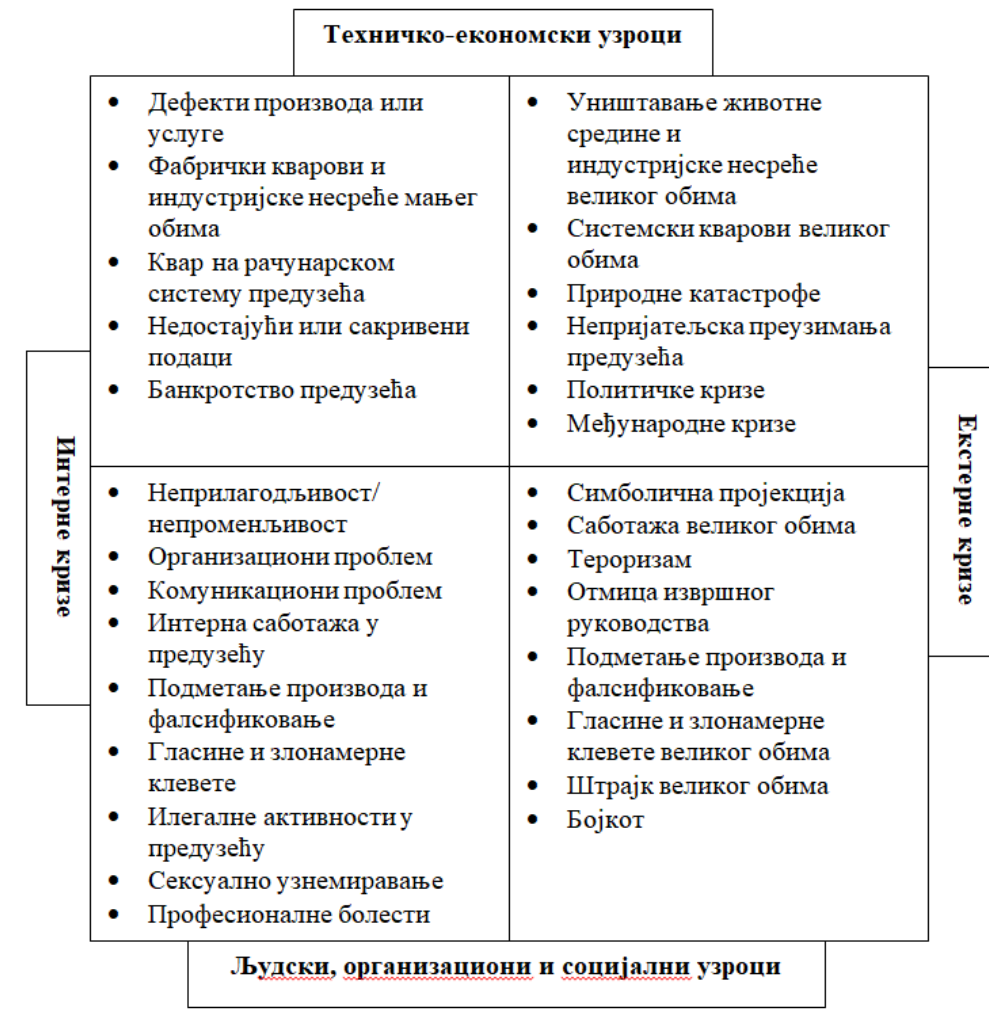 Техничко-економски узроци
• Дефекти производа или
услуге
• Фабрички кварови и
индустријске несреће мањег
обима
• Квар на рачунарском
систему предузећа
• Недостајући или сакривени
подаци
• Банкротство предузећа
• Уништавање животне
средине и
индустријске несреће
великог обима
• Системски кварови великог
обима
• Природне катастрофе
• Непријатељска преузимања
предузећа
• Политичке кризе
• Међународне кризе
Интерне кризе
Екстерне кризе
• Неприлагодљивост/
непроменљивост
• Организациони проблем
• Комуникациони проблем
• Интерна саботажа у
предузећу
• Подметање производа и
фалсификовање
• Гласине и злонамерне
клевете
• Илегалне активности у
предузећу
• Сексуално узнемиравање
• Професионалне болести
• Симболична пројекција
• Саботажа великог обима
• Тероризам
• Отмица извршног
руководства
• Подметање производа и
фалсификовање
• Гласине и злонамерне
клевете великог обима
• Штрајк великог обима
• Бојкот
Људски, организациони и социјални узроци